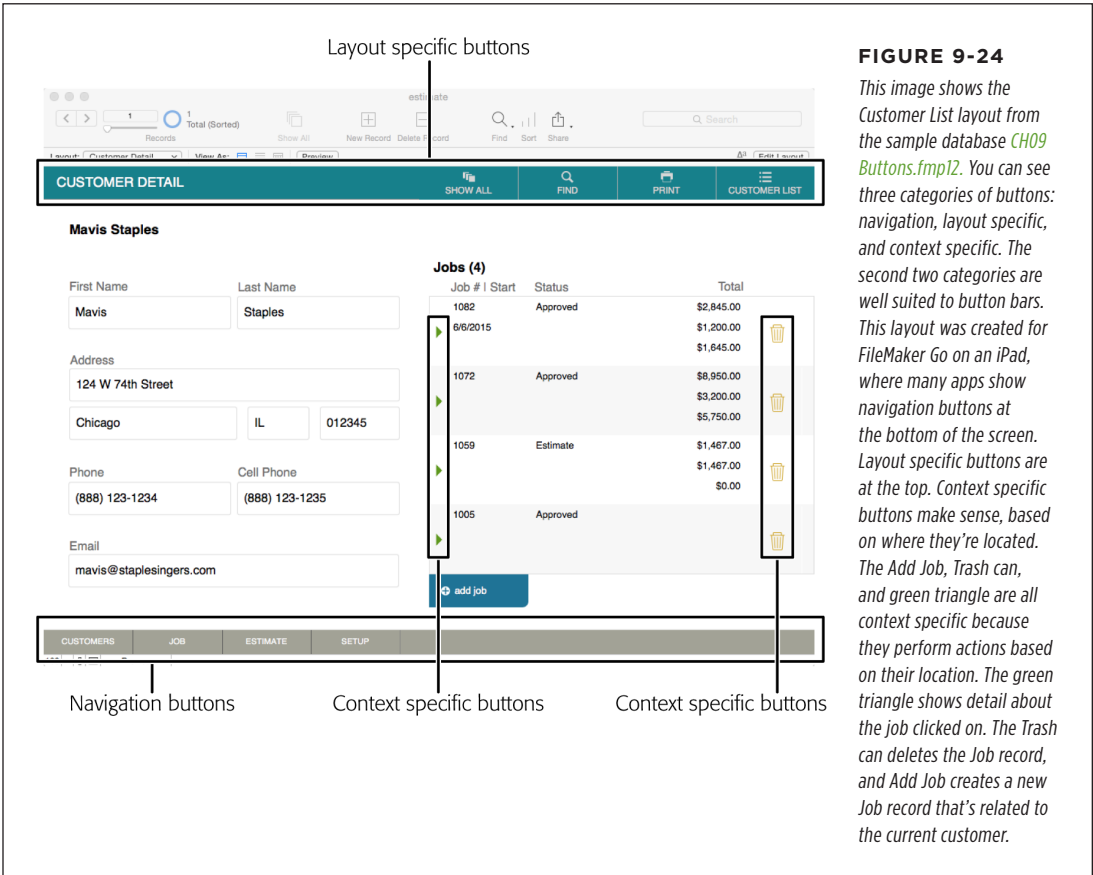 Layout specific buttons
estimate
1
1
Total (Sorted)
Records
Show All
New Record
Delete Record
Find
Sort
Share
Search
Layout:
Customer Detail
View As:
Preview
Aa
Edit Layout
CUSTOMER DETAIL
SHOW ALL
FIND
PRINT
CUSTOMER LIST
Mavis Staples
First Name
Last Name
Mavis
Staples
Address
124 W 74th Street
Chicago
IL
012345
Phone
Cell Phone
(888) 123-1234
(888) 123-1235
Email
mavis@staplesingers.com
Jobs (4)
Job # | Start
Status
Total
1082
Approved
$2,845.00
6/6/2015
$1,200.00
$1,645.00
1072
Approved
$8,950.00
$3,200.00
$5,750.00
1059
Estimate
$1,467.00
$1,467.00
$0.00
1005
Approved
add job
CUSTOMERS
JOB
ESTIMATE
SETUP
Navigation buttons
Context specific buttons
Context specific buttons
FIGURE 9-24
This image shows the
Customer List layout from
the sample database CH09
Buttons.fmp12. You can see
three categories of buttons:
navigation, layout specific,
and context specific. The
second two categories are
well suited to button bars.
This layout was created for
FileMaker Go on an iPad,
where many apps show
navigation buttons at
the bottom of the screen.
Layout specific buttons are
at the top. Context specific
buttons make sense, based
on where they're located.
The Add Job, Trash can,
and green triangle are all
context specific because
they perform actions based
on their location. The green
triangle shows detail about
the job clicked on. The Trash
can deletes the Job record,
and Add Job creates a new
Job record that's related to
the current customer.